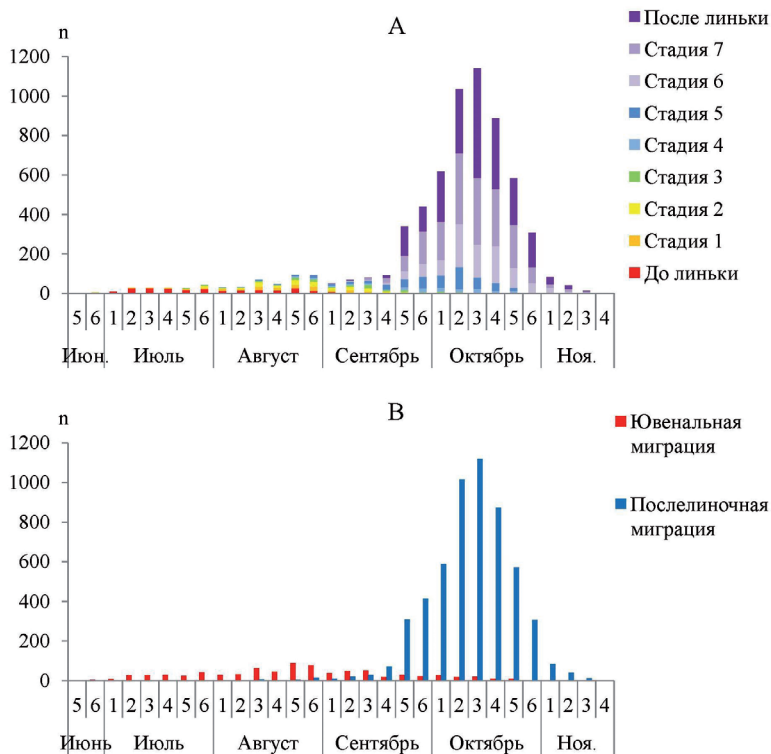 n
A
1200
1000
800
600
400
200
0
5 6 1 2 3 4 5 6 1 2 3 4 5 6 1 2 3 4 5 6 1 2 3 4 5 6 1 2 3 4
Июн. Июль Август Сентябрь Октябрь Ноя.
После линьки
Стадия 7
Стадия 6
Стадия 5
Стадия 4
Стадия 3
Стадия 2
Стадия 1
До линьки
n
B
1200
1000
800
600
400
200
0
5 6 1 2 3 4 5 6 1 2 3 4 5 6 1 2 3 4 5 6 1 2 3 4 5 6 1 2 3 4
Июнь Июль Август Сентябрь Октябрь Ноя.
Ювенальная
миграция
Послелиночная
миграция